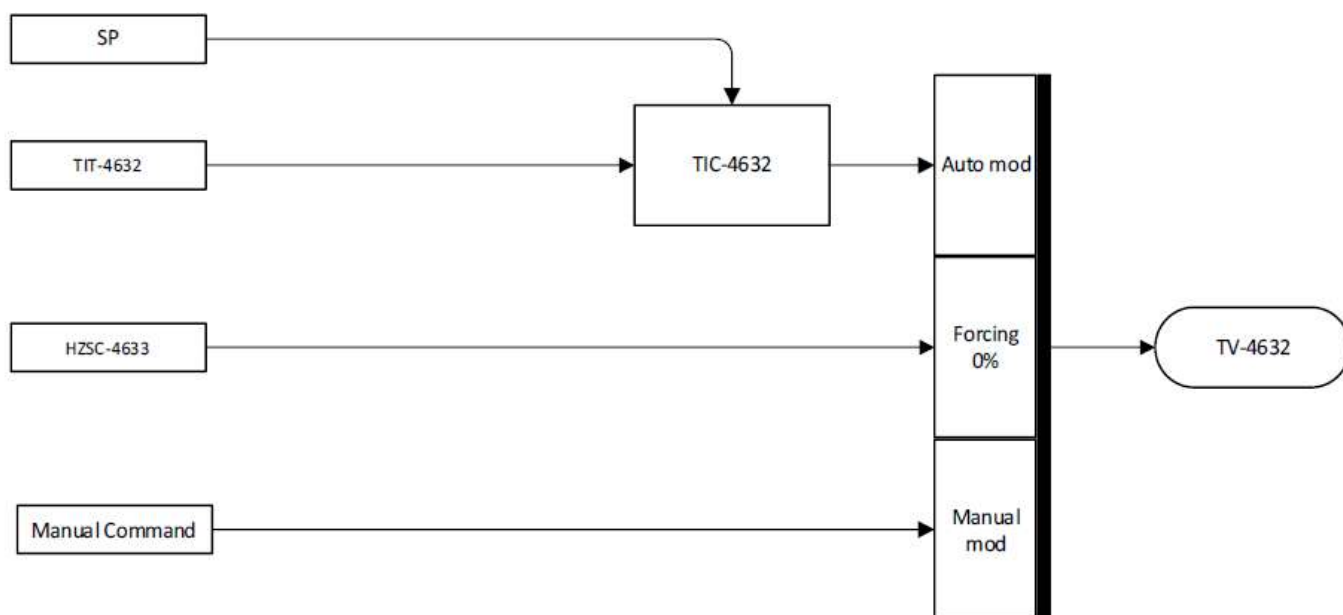 SP
TIT-4632
TIC-4632
Auto mod
HZSC-4633
Forcing
0%
TV-4632
Manual Command
Manual
mod